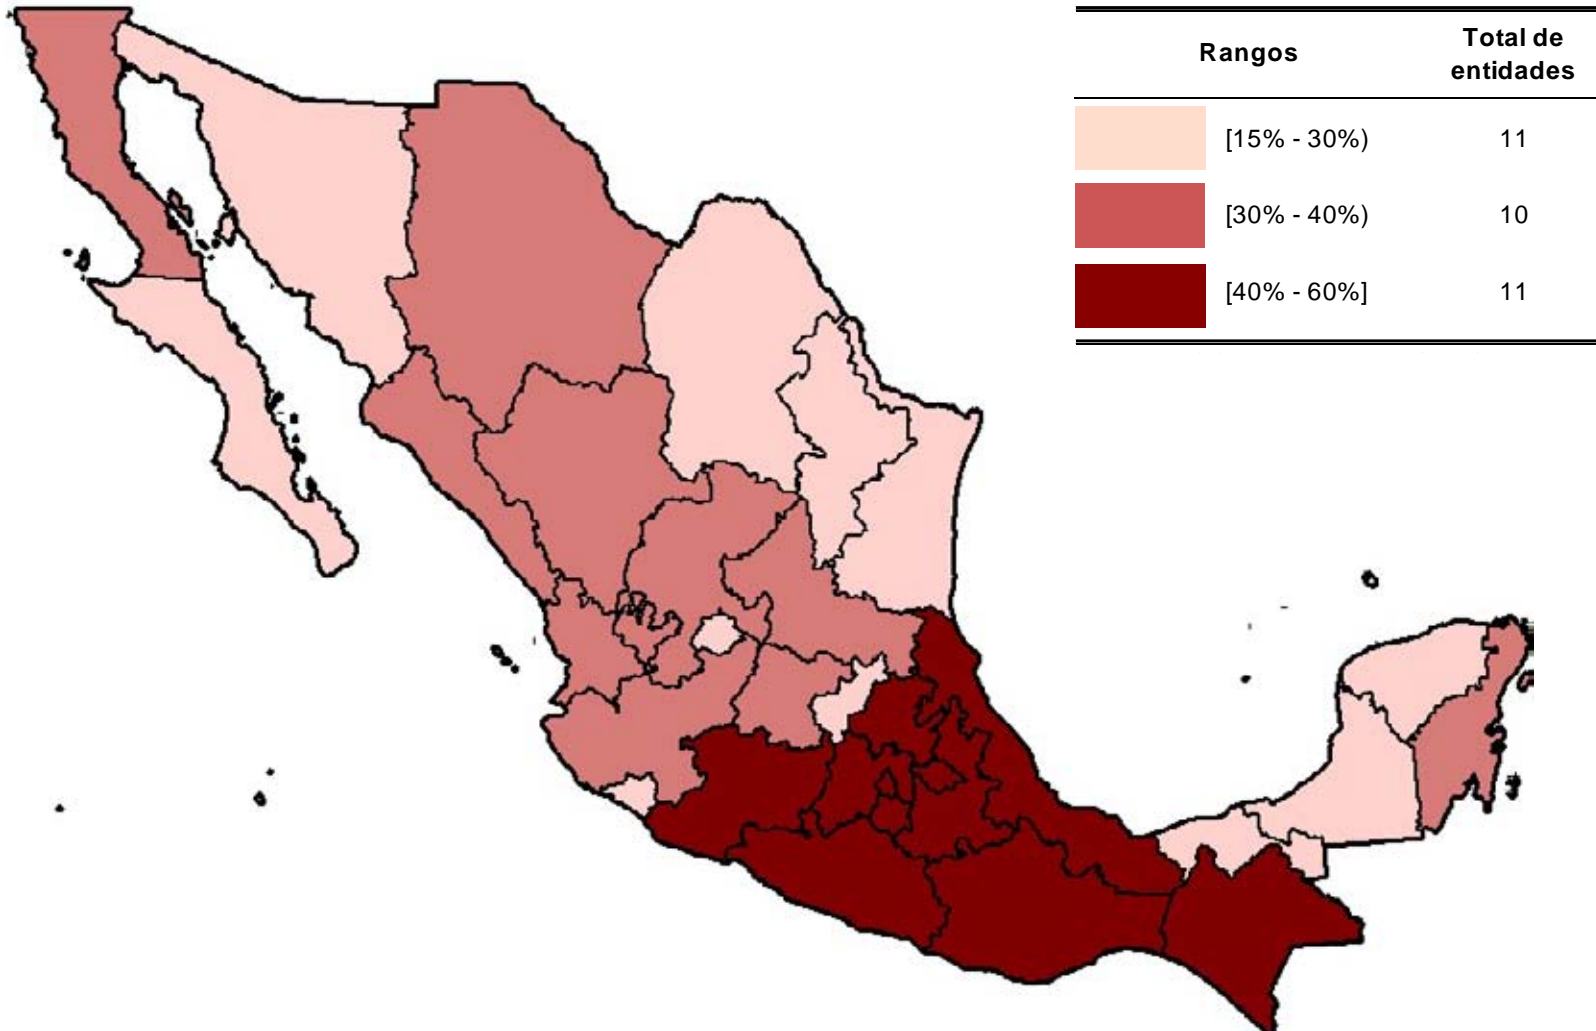 Rangos Total de
entidades
[15% - 30%) 11
[30% - 40%) 10
[40% - 60%] 11